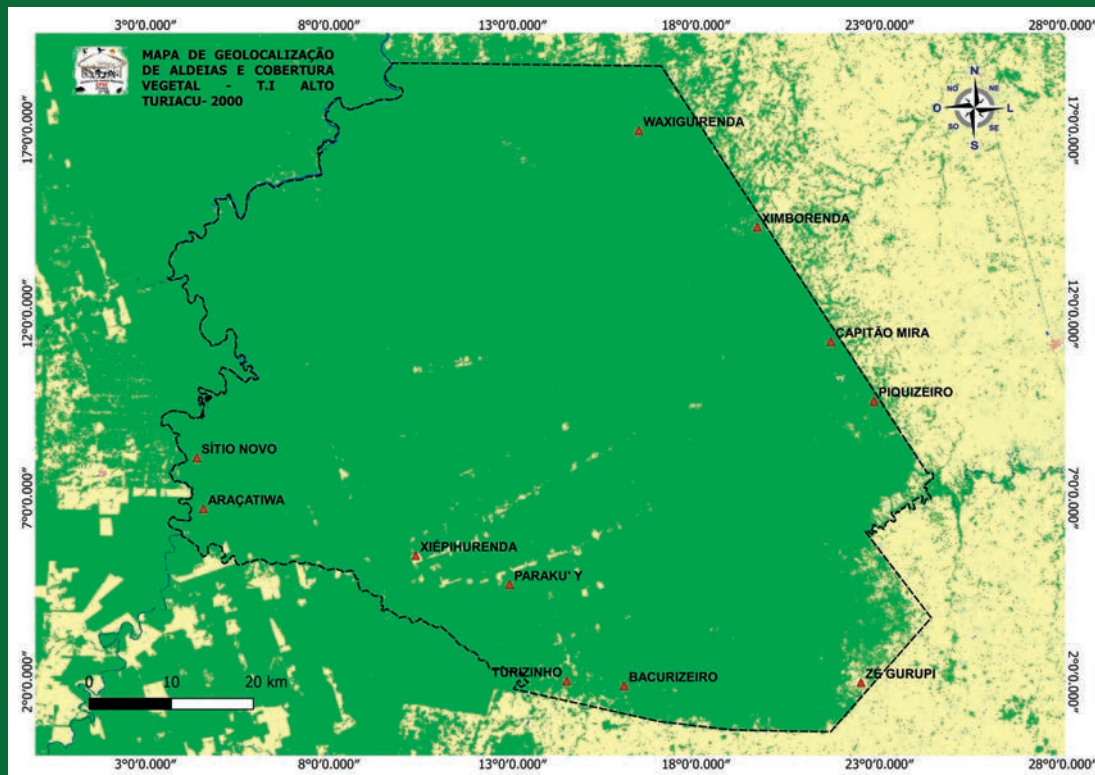 3°0'0.000" 8°0'0.000" 13°0'0.000" 18°0'0.000" 23°0'0.000" 28°0'0.000"
MAPA DE GEOLOCALIZAÇÃO
DE ALDEIAS E COBERTURA
VEGETAL - T.I ALTO
TURIACU- 2000
N
NO NE
O L
SO SE
S
17°0'0.000" 17°0'0.000"
WAXIGUIRENDA
XIMBORENDA
12°0'0.000" 12°0'0.000"
CAPITÃO MIRA
PIQUIZEIRO
SÍTIO NOVO
7°0'0.000" 7°0'0.000"
ARAÇATIWA
XIÉPIHURENDA
PARAKU' Y
TURIZINHO
BACURIZEIRO
ZÉ GURUPI
2°0'0.000" 2°0'0.000"
0 10 20 km
3°0'0.000" 8°0'0.000" 13°0'0.000" 18°0'0.000" 23°0'0.000" 28°0'0.000"